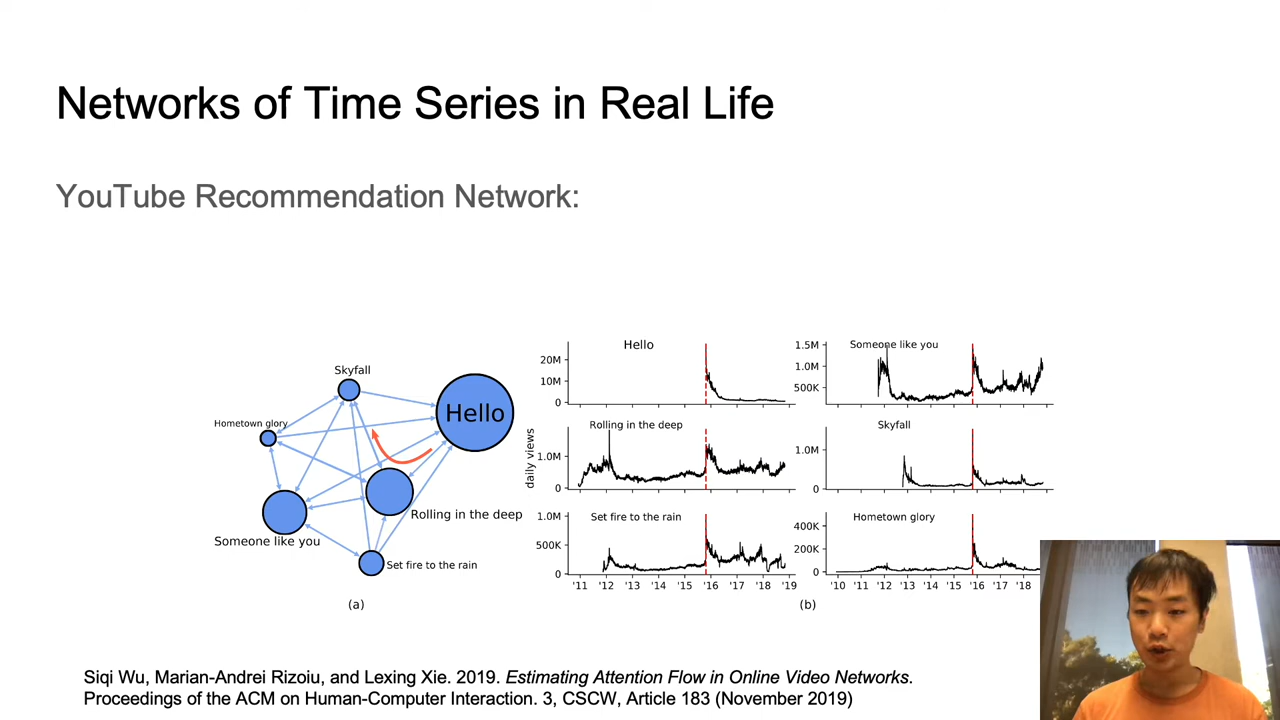 Networks of Time Series in Real Life
YouTube Recommendation Network:
Skyfall
Hometown glory
Hello
Rolling in the deep
Someone like you
Set fire to the rain
(a)
daily views
Hello
20M
10M
0
Someone like you
1.5M
1.0M
500K
Rolling in the deep
1.0M
0
Skyfall
1.0M
0
Set fire to the rain
1.0M
500K
0
'11 '12 '13 '14 '15 '16 '17 '18 '19
Hometown glory
400K
200K
0
'10 '11 '12 '13 '14 '15 '16 '17 '18
(b)
Siqi Wu, Marian-Andrei Rizoiu, and Lexing Xie. 2019. Estimating Attention Flow in Online Video Networks.
Proceedings of the ACM on Human-Computer Interaction. 3, CSCW, Article 183 (November 2019)